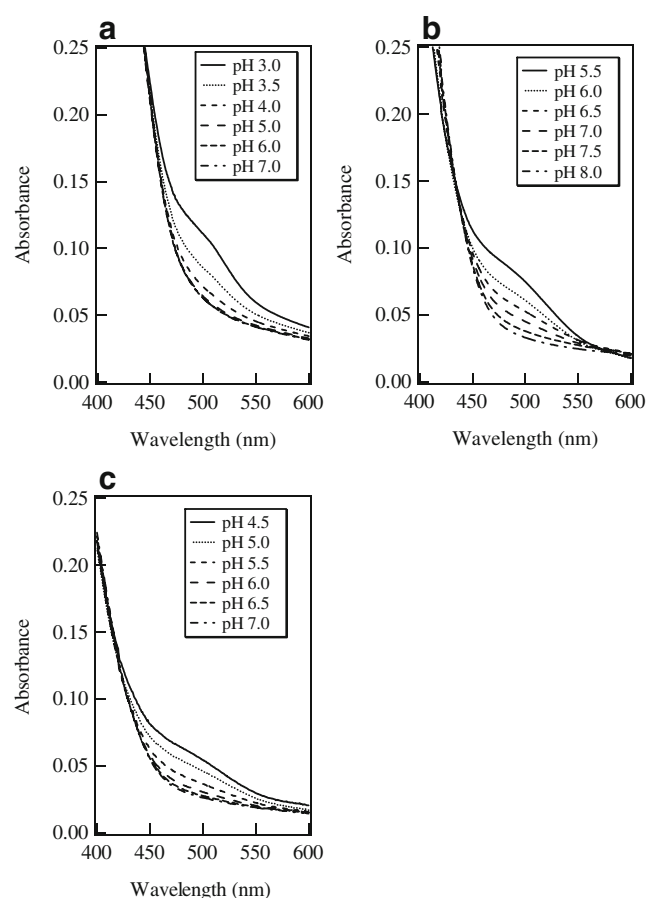 a
0.25
0.20
0.15
0.10
0.05
0.00
Absorbance
400
450
500
550
600
Wavelength (nm)
pH 3.0
pH 3.5
pH 4.0
pH 5.0
pH 6.0
pH 7.0
b
0.25
0.20
0.15
0.10
0.05
0.00
Absorbance
400
450
500
550
600
Wavelength (nm)
pH 5.5
pH 6.0
pH 6.5
pH 7.0
pH 7.5
pH 8.0
c
0.25
0.20
0.15
0.10
0.05
0.00
Absorbance
400
450
500
550
600
Wavelength (nm)
pH 4.5
pH 5.0
pH 5.5
pH 6.0
pH 6.5
pH 7.0